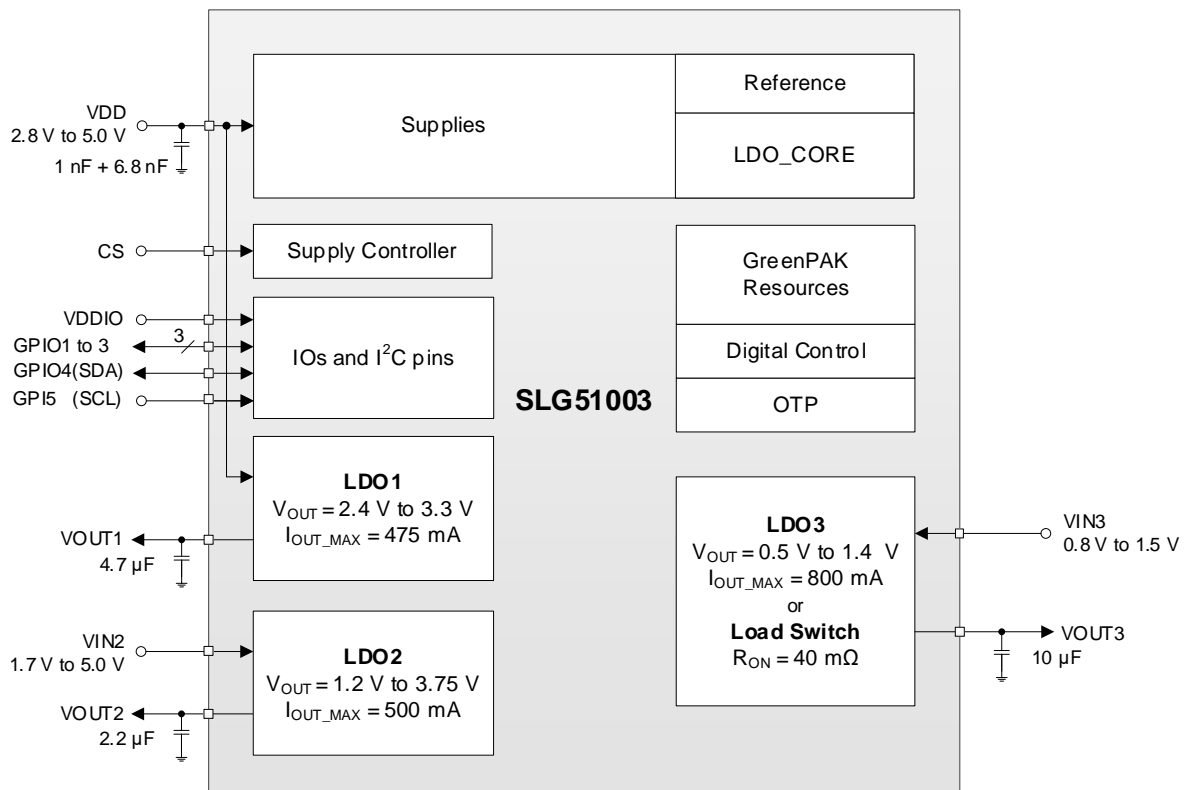 VDD
2.8 V to 5.0 V
1 nF + 6.8 nF
Supplies
Reference
LDO_CORE
CS
Supply Controller
VDDIO
GPIO1 to 3
3
GPIO4(SDA)
GPI5 (SCL)
IOs and I²C pins
GreenPAK
Resources
Digital Control
OTP
SLG51003
LDO1
VOUT = 2.4 V to 3.3 V
IOUT_MAX = 475 mA
VOUT1
4.7 µF
VIN2
1.7 V to 5.0 V
LDO2
VOUT = 1.2 V to 3.75 V
IOUT_MAX = 500 mA
VOUT2
2.2 µF
LDO3
VOUT = 0.5 V to 1.4 V
IOUT_MAX = 800 mA
or
Load Switch
RON = 40 mΩ
VIN3
0.8 V to 1.5 V
VOUT3
10 µF